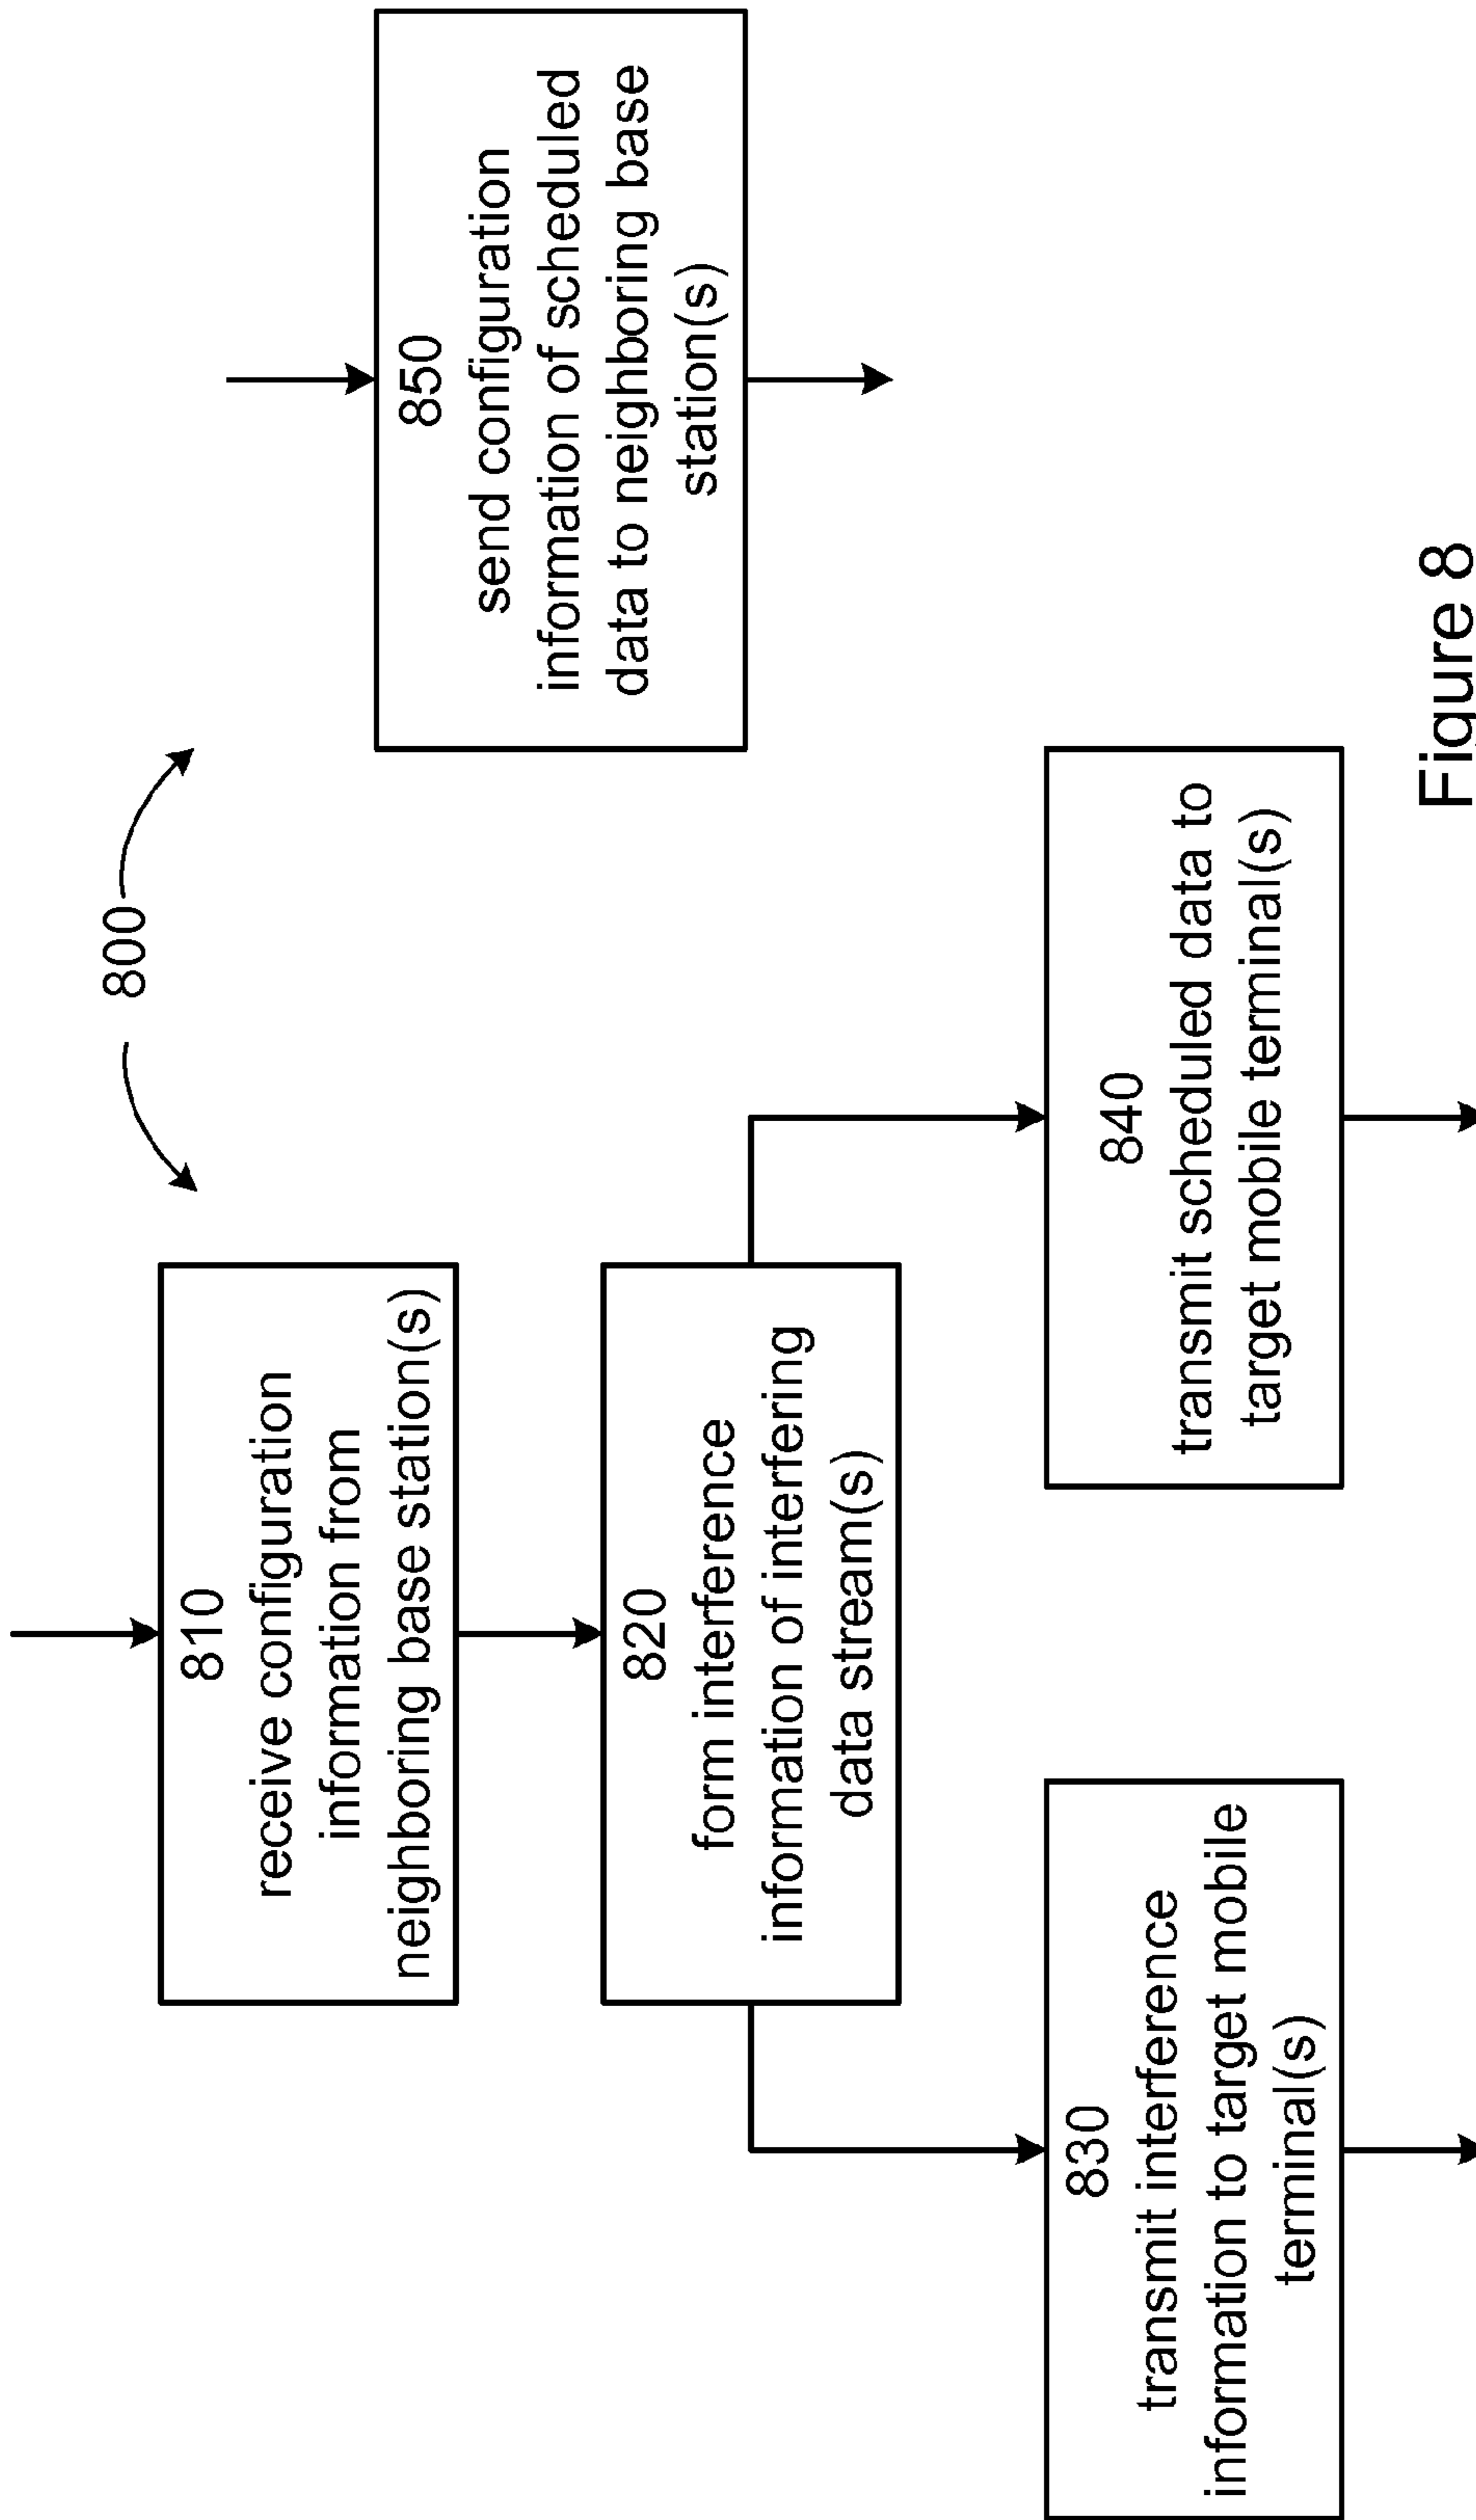 800
810
receive configuration
information from
neighboring base station(s)
820
form interference
information of interfering
data stream(s)
830
transmit interference
information to target mobile
terminal(s)
840
transmit scheduled data to
target mobile terminal(s)
850
send configuration
information of scheduled
data to neighboring base
station(s)
Figure 8